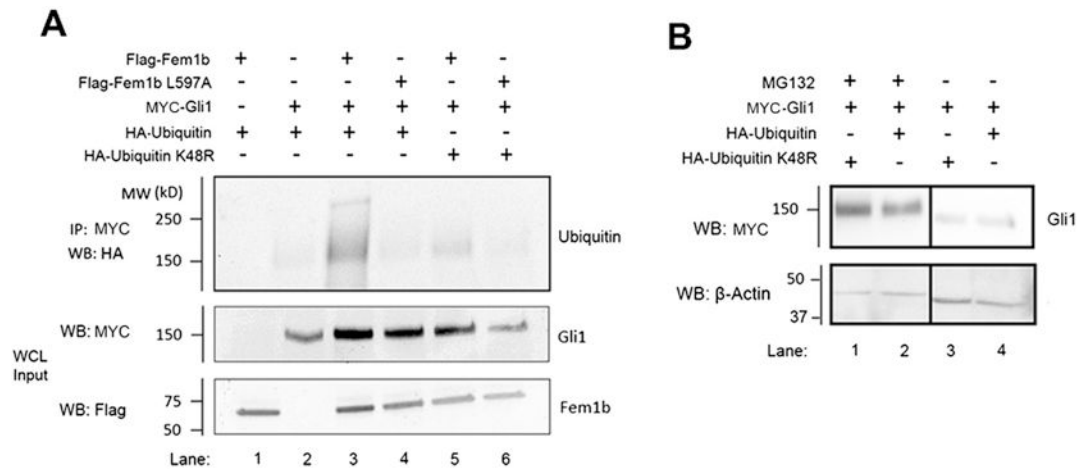 A
Flag-Fem1b + - + - + -
Flag-Fem1b L597A - - - + - +
MYC-Gli1 - + + + + +
HA-Ubiquitin + + + + - -
HA-Ubiquitin K48R - - - - + +
MW (kD)
250
IP: MYC
WB: HA
150
Ubiquitin
WB: MYC
150
Gli1
WCL
Input
WB: Flag
75
50
Fem1b
Lane: 1 2 3 4 5 6
B
MG132 + + - -
MYC-Gli1 + + + +
HA-Ubiquitin - + - +
HA-Ubiquitin K48R + - + -
WB: MYC
150
Gli1
WB: β-Actin
50
37
Lane: 1 2 3 4